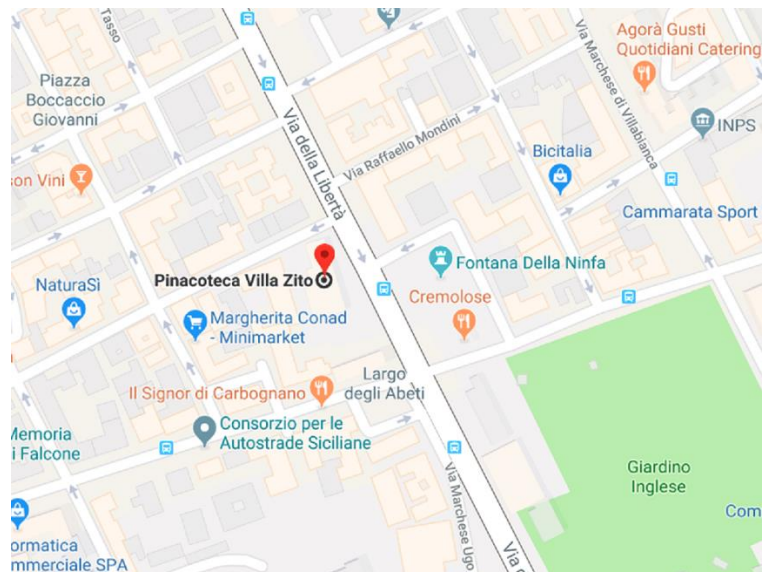 Tasso
Piazza
Boccaccio
Giovanni
Agorà Gusti
Quotidiani Catering
Via Marchese di Villabianca
Via della Libertà
Via Raffaello Mondini
INPS
Bicitalia
son Vini
Cammarata Sport
Pinacoteca Villa Zito
Fontana Della Ninfa
NaturaSì
Cremolose
Margherita Conad
- Minimarket
Il Signor di Carbognano
Largo
degli Abeti
Consorzio per le
Autostrade Siciliane
Memoria
i Falcone
Via Marchese Ugo
Giardino
Inglese
Com
Via
ormatica
mmerciale SPA